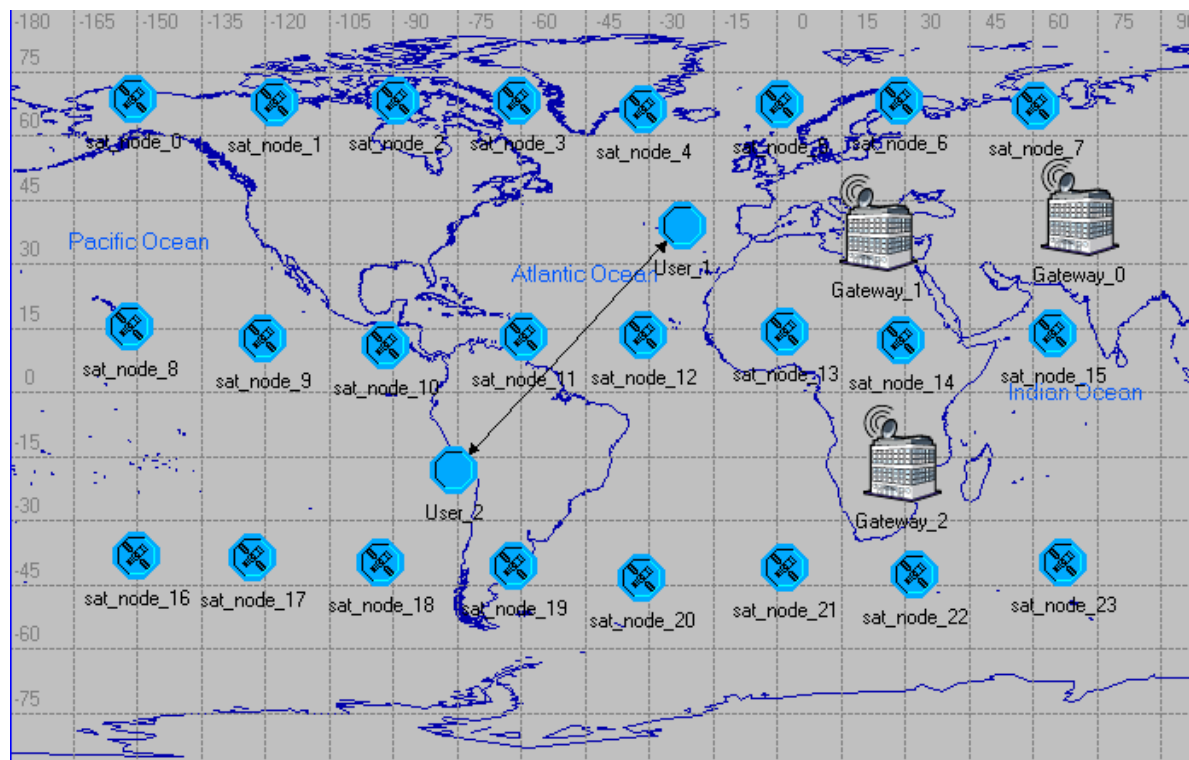 -180 -165 -150 -135 -120 -105 -90 -75 -60 -45 -30 -15 0 15 30 45 60 75 90
75
60
sat_node_0 sat_node_1 sat_node_2 sat_node_3 sat_node_4 sat_node_5 sat_node_6 sat_node_7
45
30
Pacific Ocean
Atlantic Ocean
User_1
Gateway_1
Gateway_0
15
0
sat_node_8 sat_node_9 sat_node_10 sat_node_11 sat_node_12 sat_node_13 sat_node_14 sat_node_15
Indian Ocean
-15
-30
User_2
Gateway_2
-45
sat_node_16 sat_node_17 sat_node_18 sat_node_19 sat_node_20 sat_node_21 sat_node_22 sat_node_23
-60
-75